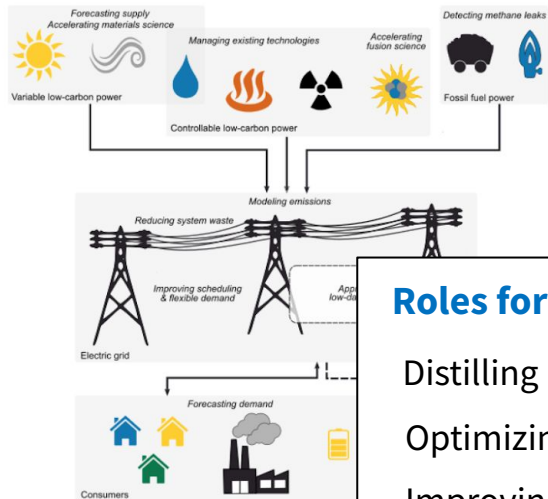 Forecasting supply
Accelerating materials science
Variable low-carbon power
Managing existing technologies
Accelerating
fusion science
Controllable low-carbon power
Detecting methane leaks
Fossil fuel power
Modeling emissions
Reducing system waste
Improving scheduling
& flexible demand
Electric grid
Forecasting demand
Consumers
Roles for
Distilling